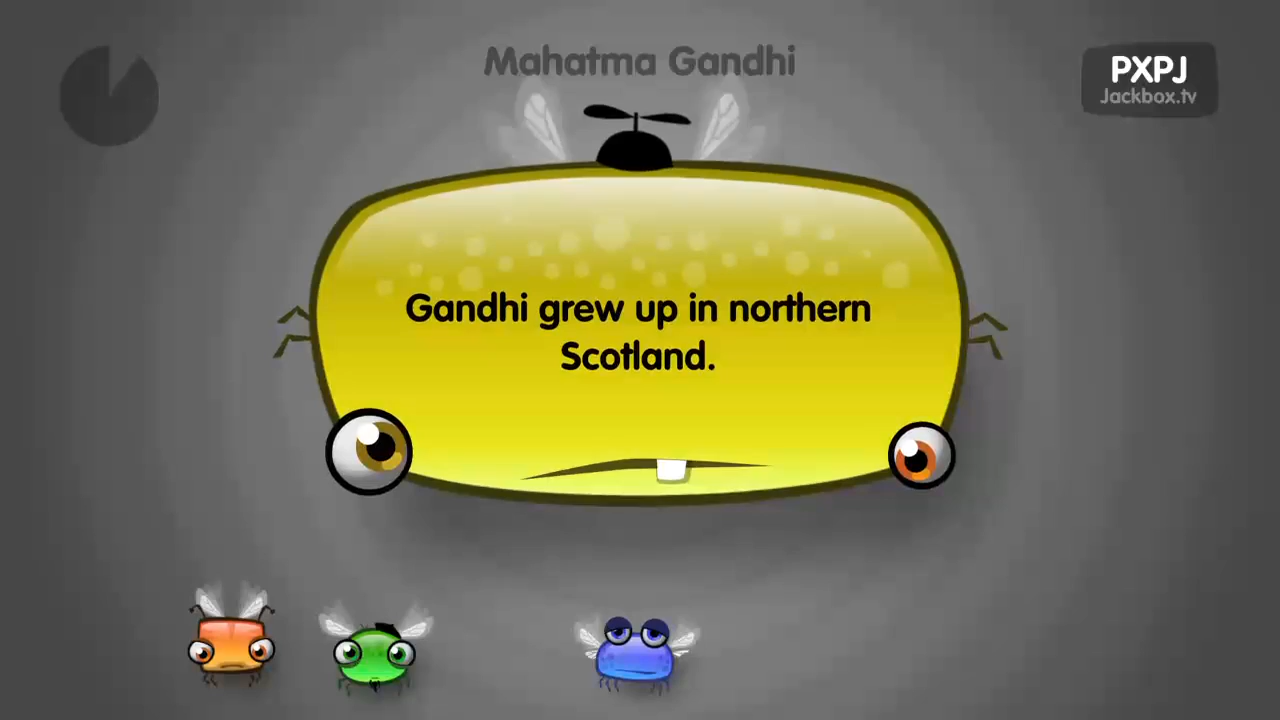 Mahatma Gandhi
PXPJ
Jackbox.tv
Gandhi grew up in northern
Scotland.